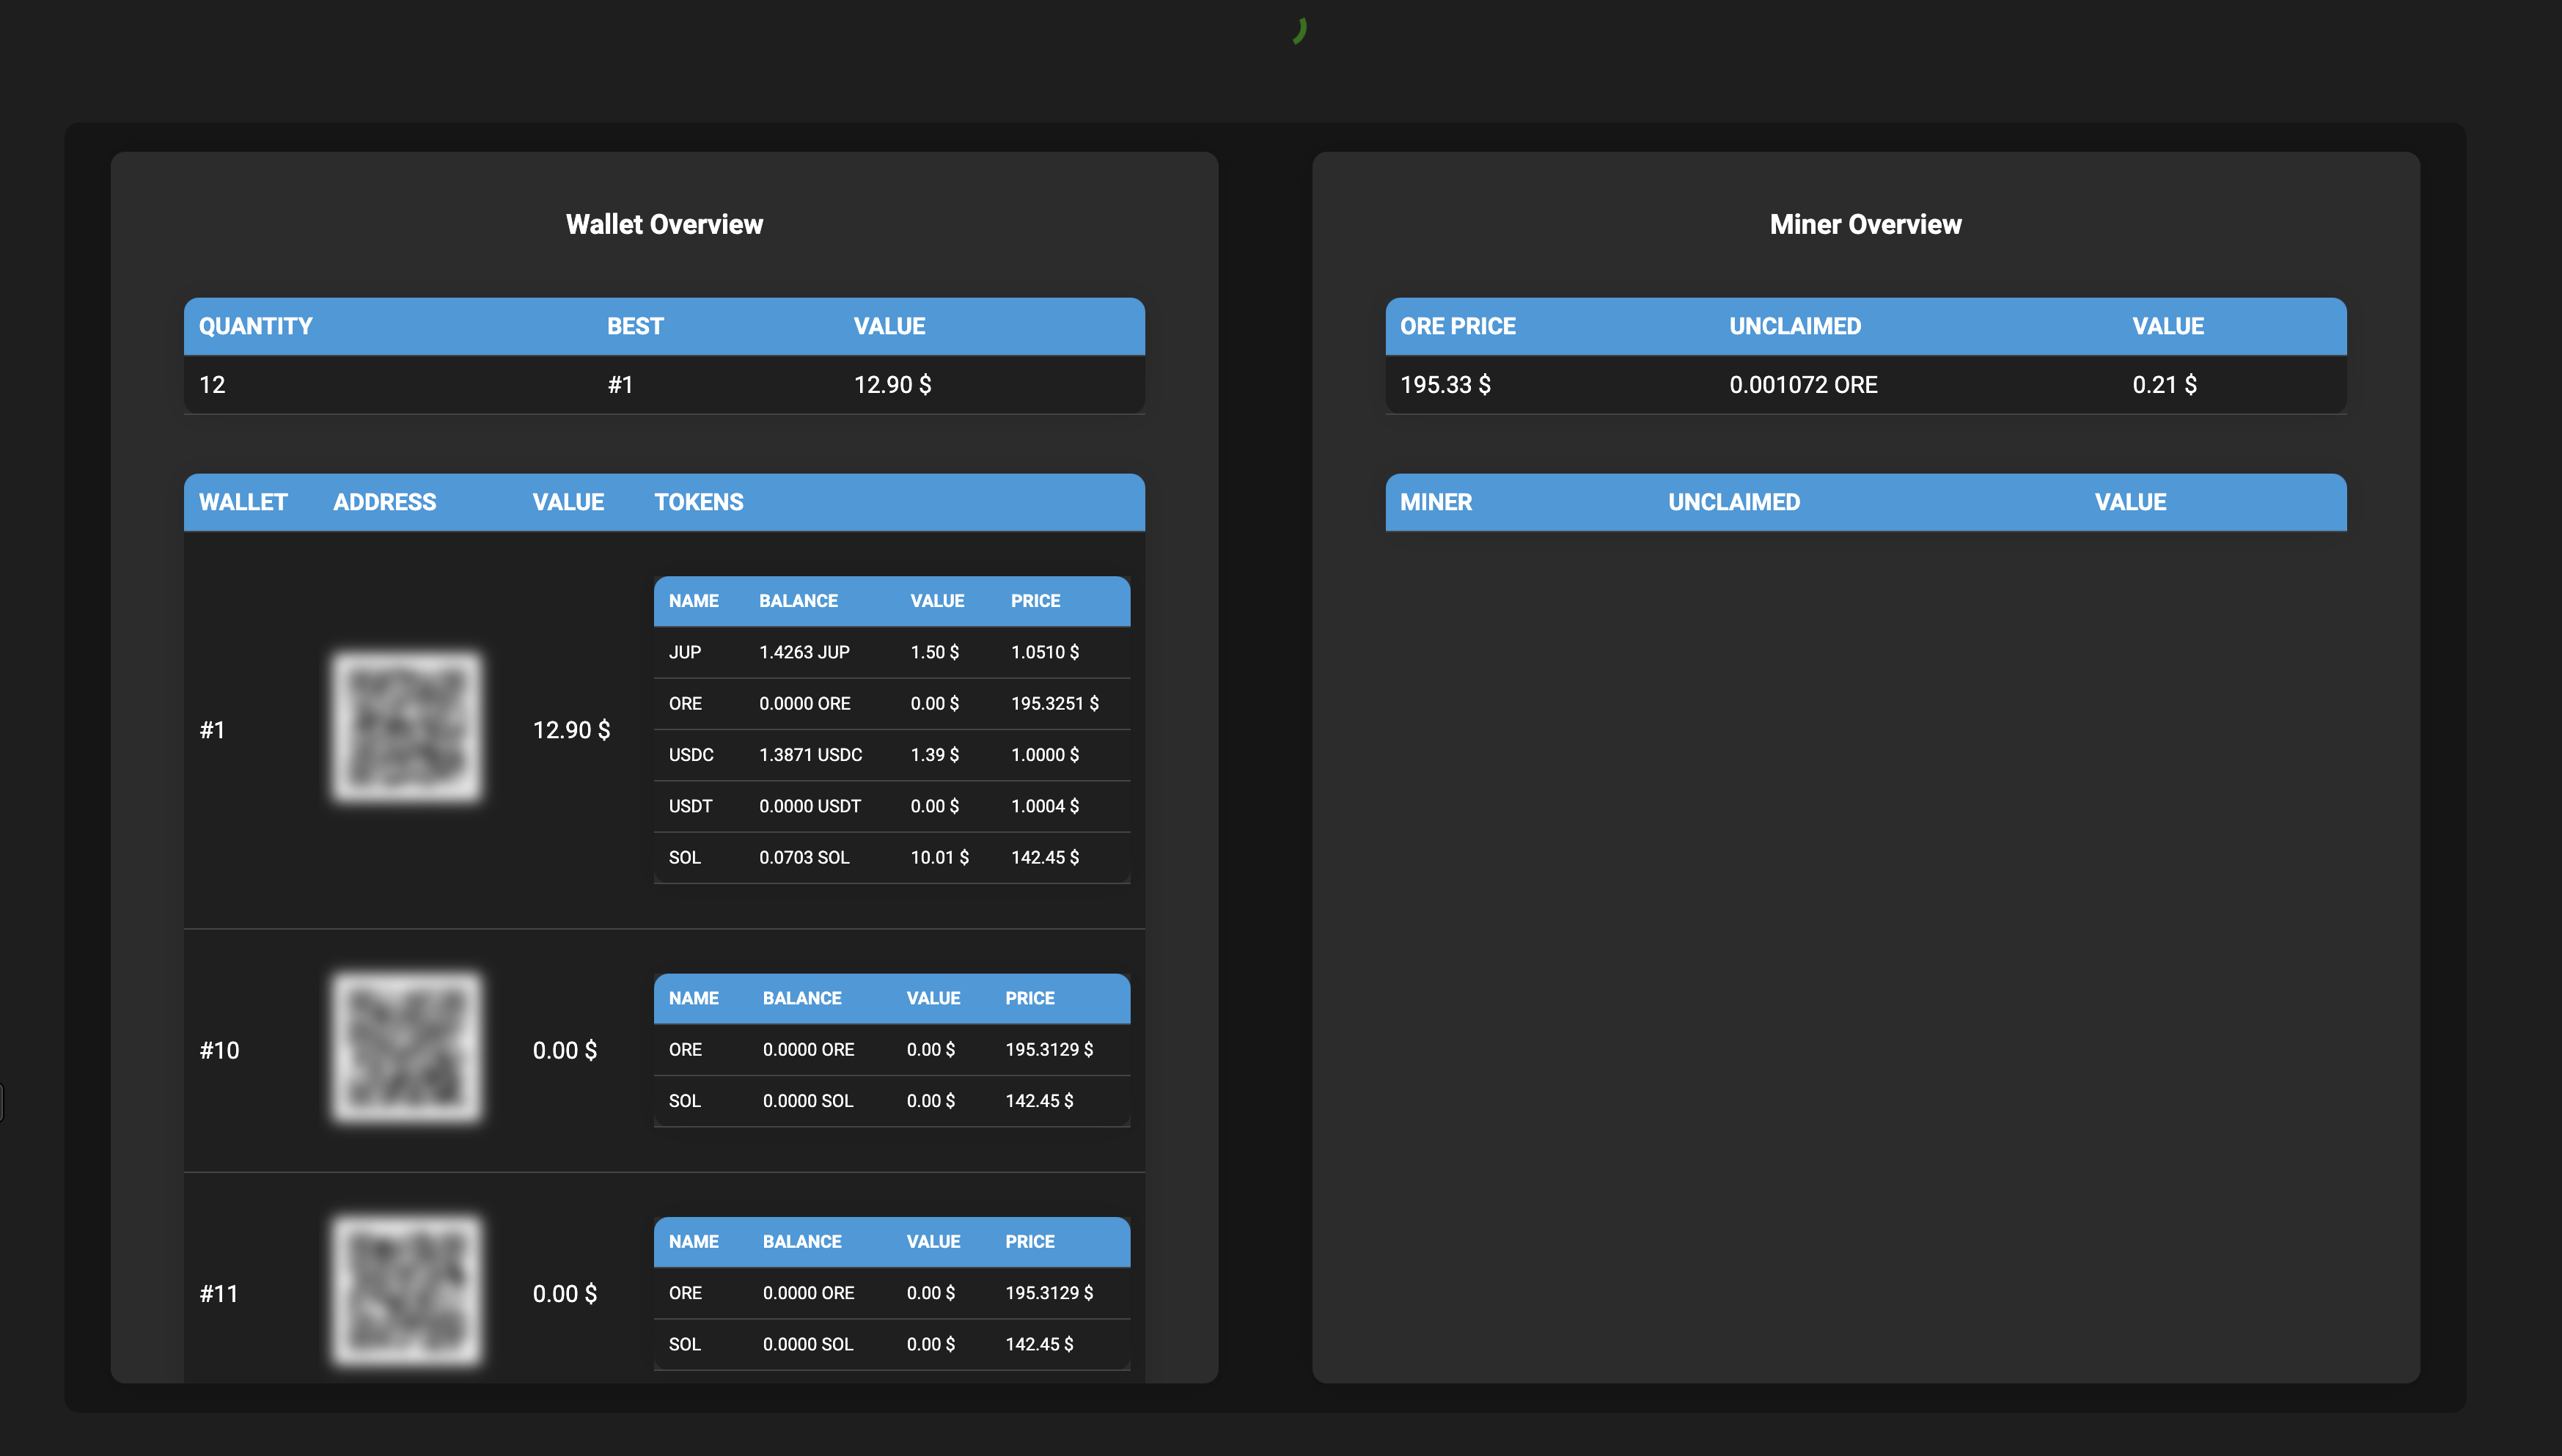 Wallet Overview
QUANTITY BEST VALUE
12 #1 12.90 $
WALLET ADDRESS VALUE TOKENS
#1 12.90 $
NAME BALANCE VALUE PRICE
JUP 1.4263 JUP 1.50 $ 1.0510 $
ORE 0.0000 ORE 0.00 $ 195.3251 $
USDC 1.3871 USDC 1.39 $ 1.0000 $
USDT 0.0000 USDT 0.00 $ 1.0004 $
SOL 0.0703 SOL 10.01 $ 142.45 $
#10 0.00 $
NAME BALANCE VALUE PRICE
ORE 0.0000 ORE 0.00 $ 195.3129 $
SOL 0.0000 SOL 0.00 $ 142.45 $
#11 0.00 $
NAME BALANCE VALUE PRICE
ORE 0.0000 ORE 0.00 $ 195.3129 $
SOL 0.0000 SOL 0.00 $ 142.45 $
Miner Overview
ORE PRICE UNCLAIMED VALUE
195.33 $ 0.001072 ORE 0.21 $
MINER UNCLAIMED VALUE